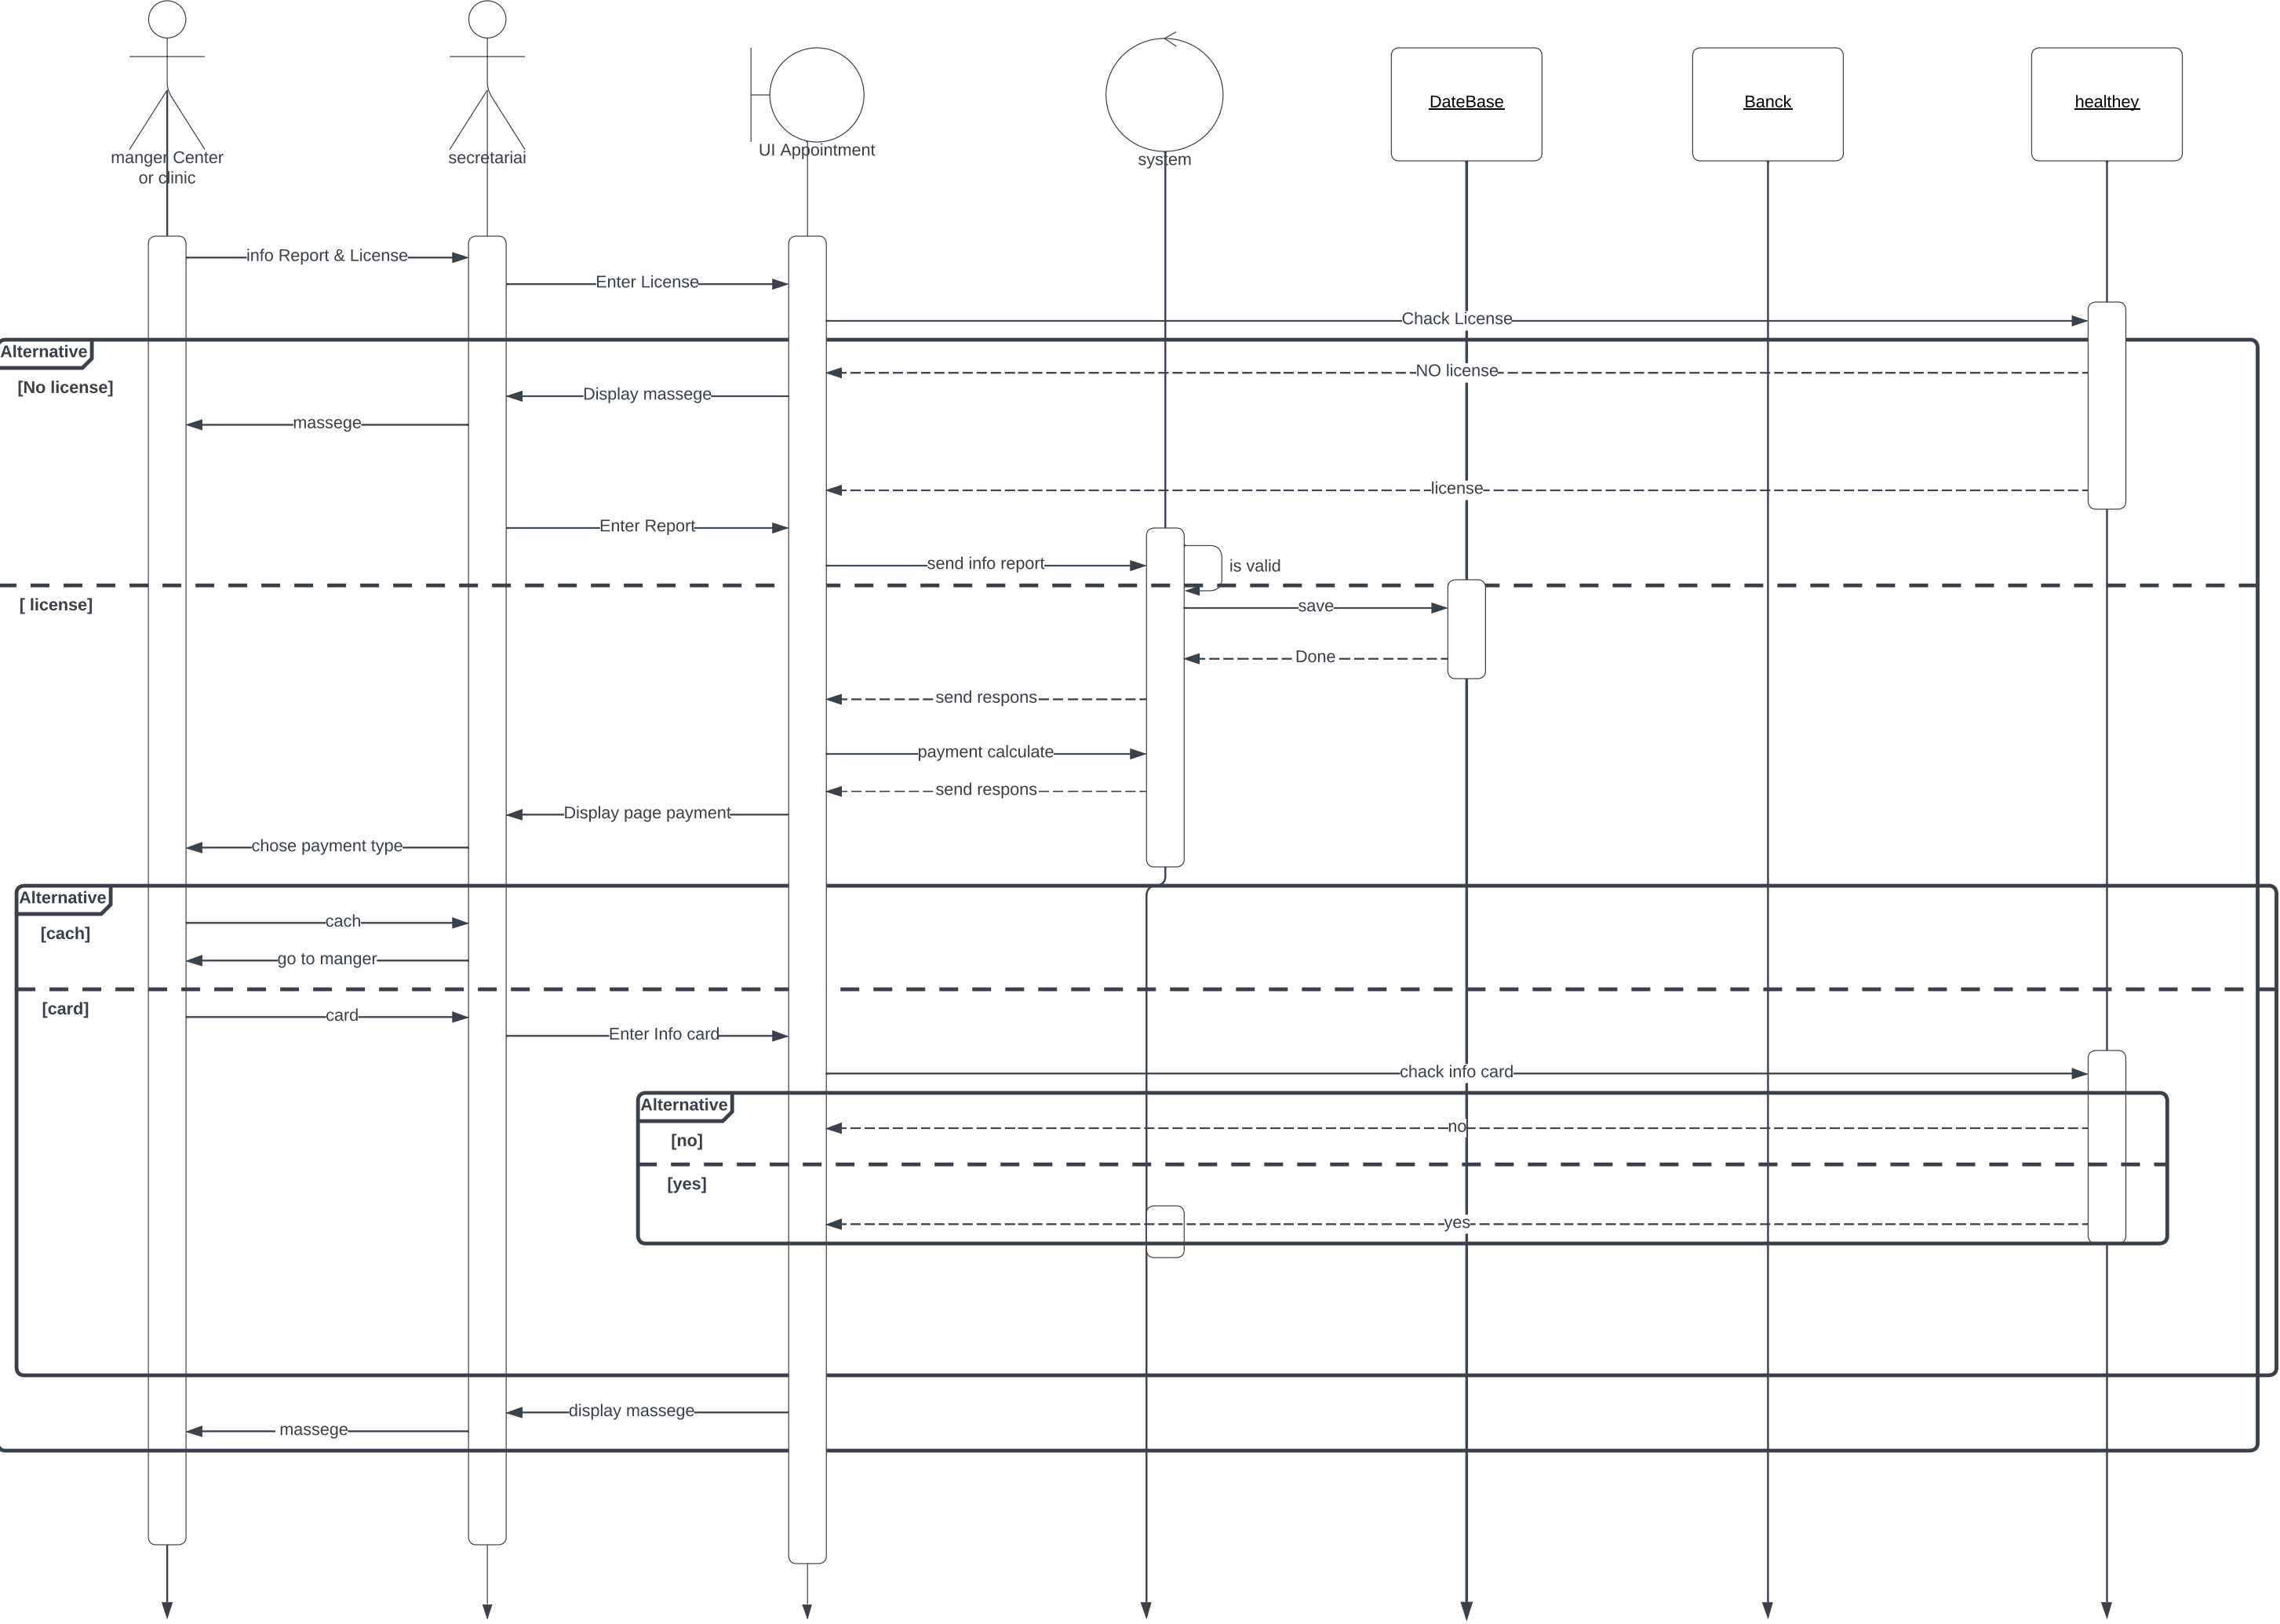 DateBase
Banck
healthey
UI Appointment
manger Center
or clinic
secretariai
system
info Report & License
Enter License
Chack License
Alternative
[No license]
NO license
Display massege
massege
license
Enter Report
send info report
is valid
[ license]
save
Done
send respons
payment calculate
send respons
Display page payment
chose payment type
Alternative
cach
[cach]
go to manger
[card]
card
Enter Info card
chack info card
Alternative
no
[no]
[yes]
yes
display massege
massege